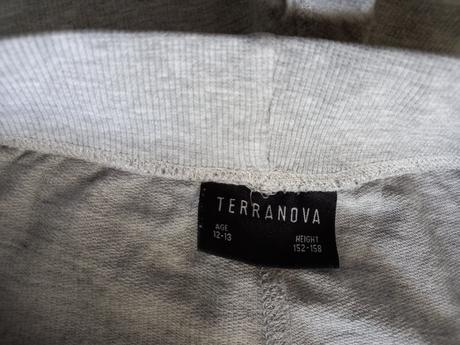 TERRANOVA
AGE HEIGHT
12-13 152-158